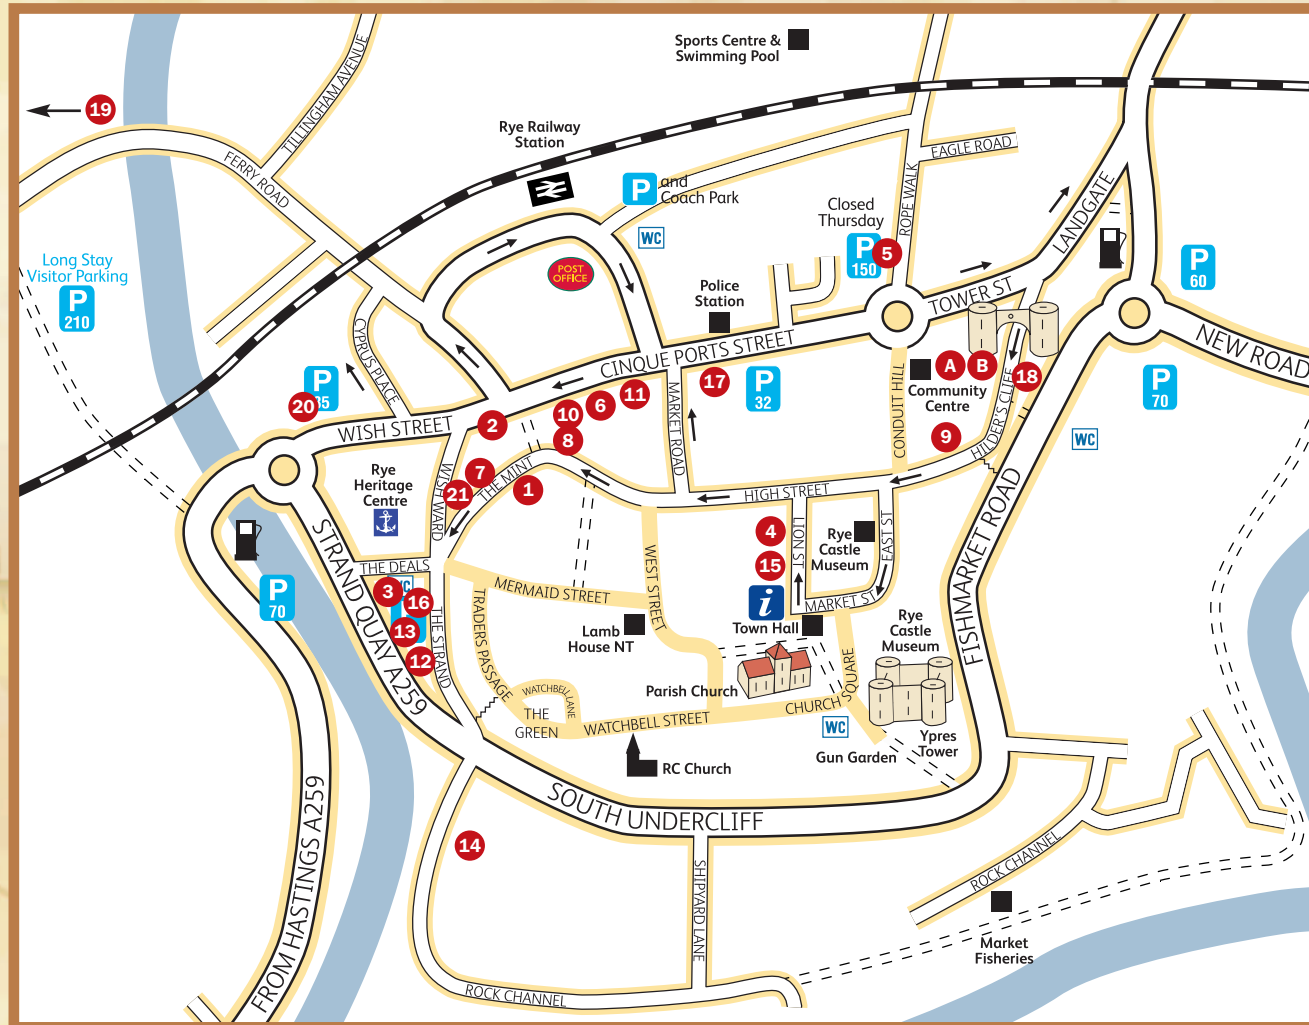 Sports Centre &
Swimming Pool
19
TILLINGHAM AVENUE
Rye Railway
Station
FERRY ROAD
EAGLE ROAD
P
and
Coach Park
ROPE WALK
LANDGATE
Closed
Thursday
WC
P
150
5
Long Stay
Visitor Parking
P
210
POST
OFFICE
P
60
Police
Station
TOWER ST
CINQUE PORTS STREET
NEW ROAD
CYPRUS PLACE
P
20
17
P
32
A
B
18
P
70
Community
Centre
11
6
10
8
2
WISH STREET
MARKET ROAD
CONDUIT HILL
9
HILDER'S CLIFF
WC
Rye
Heritage
Centre
WISH WARD
7
21
THE MINT
1
HIGH STREET
4
LION ST
Rye
Castle
Museum
EAST ST
15
STRAND QUAY A259
THE DEALS
MERMAID STREET
WEST STREET
FISHMARKET ROAD
P
70
3
16
13
12
THE STRAND
TRADERS PASSAGE
i
MARKET ST
Town Hall
Lamb
House NT
Rye
Castle
Museum
Parish Church
WATCHBELL LANE
THE
GREEN
WATCHBELL STREET
CHURCH
SQUARE
WC
Gun Garden
Ypres
Tower
RC Church
SOUTH UNDERCLIFF
14
FROM HASTINGS A259
SHIPYARD LANE
ROCK CHANNEL
Market
Fisheries
ROCK CHANNEL